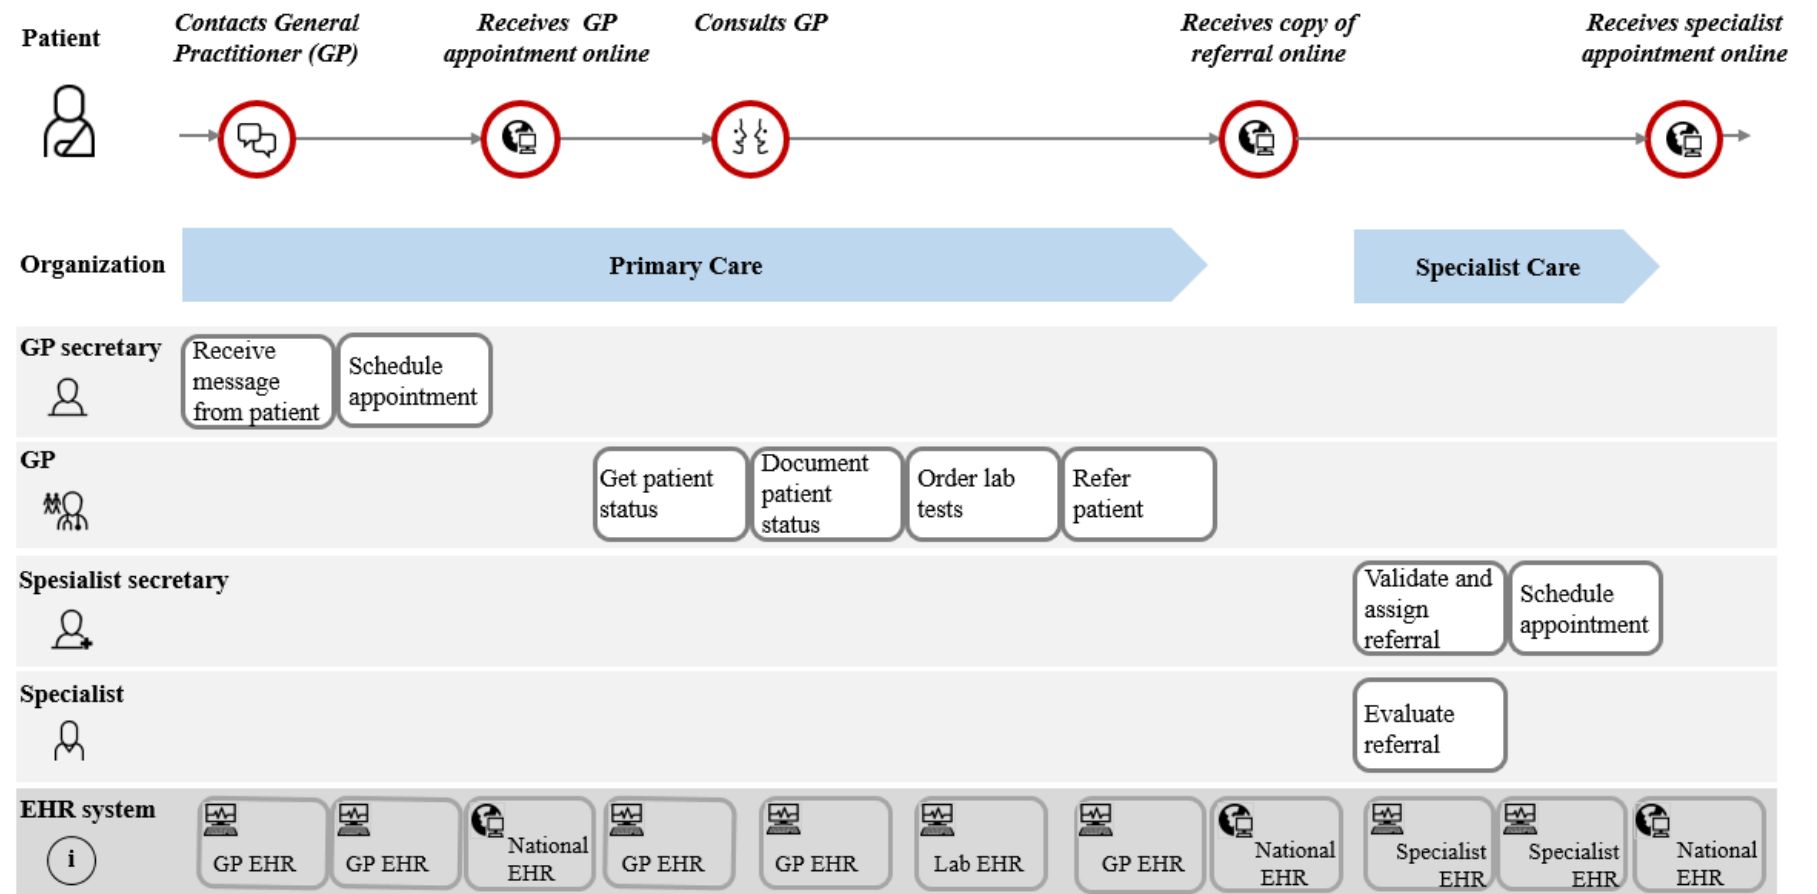 Patient
Contacts General
Practitioner (GP)
Receives GP
appointment online
Consults GP
Receives copy of
referral online
Receives specialist
appointment online
Organization
Primary Care
Specialist Care
GP secretary
Receive
message
from patient
Schedule
appointment
GP
Get patient
status
Document
patient
status
Order lab
tests
Refer
patient
Spesialist secretary
Validate and
assign
referral
Schedule
appointment
Specialist
Evaluate
referral
EHR system
i
GP EHR
GP EHR
National
EHR
GP EHR
GP EHR
Lab EHR
GP EHR
National
EHR
Specialist
EHR
Specialist
EHR
National
EHR